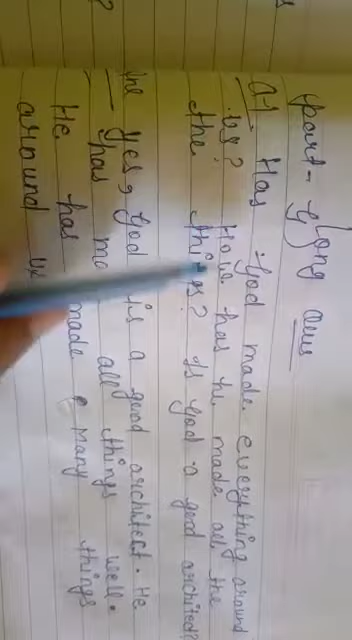 part-G) Long ans
Q1 Has God made everything around
us? How has he made all the
the things? Is God a good architect?
Ans Yes, God is a good architect. He
has made all things well.
He has made many things
around us